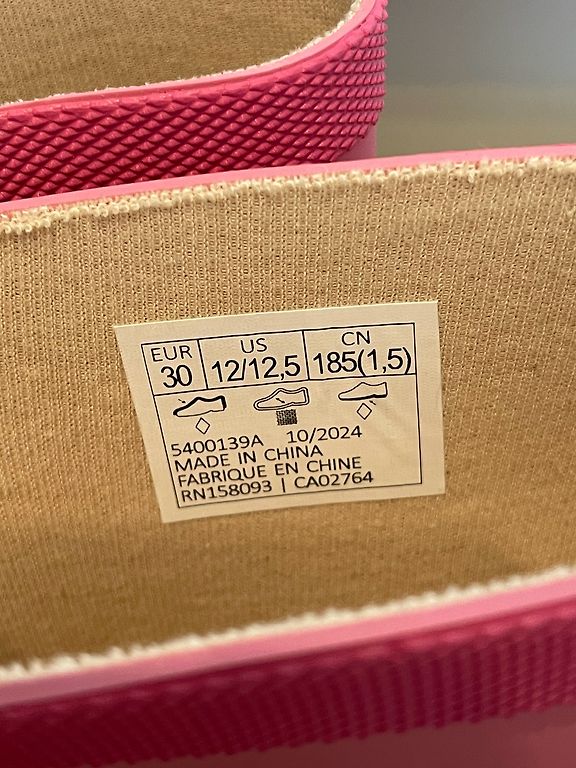 EUR US CN
30 12/12,5 185(1,5)
5400139A 10/2024
MADE IN CHINA
FABRIQUE EN CHINE
RN158093 | CA02764